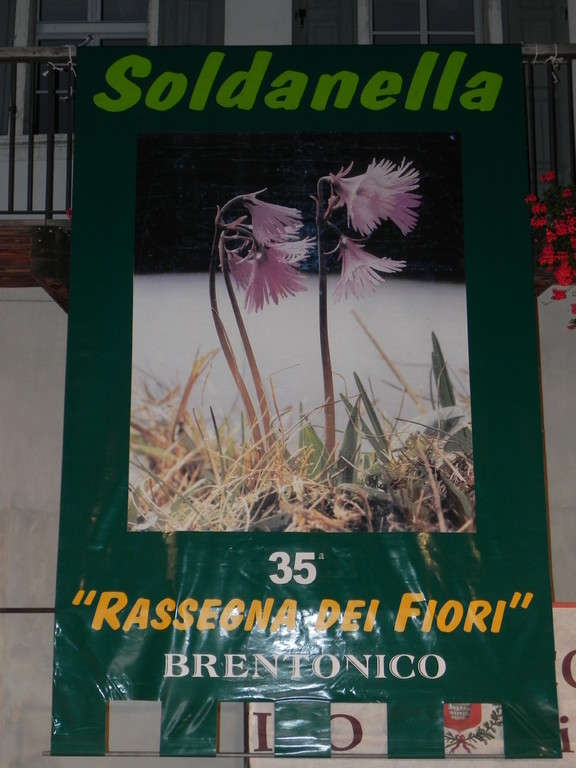 Soldanella
35ª
"RASSEGNA DEI FIORI"
BRENTONICO